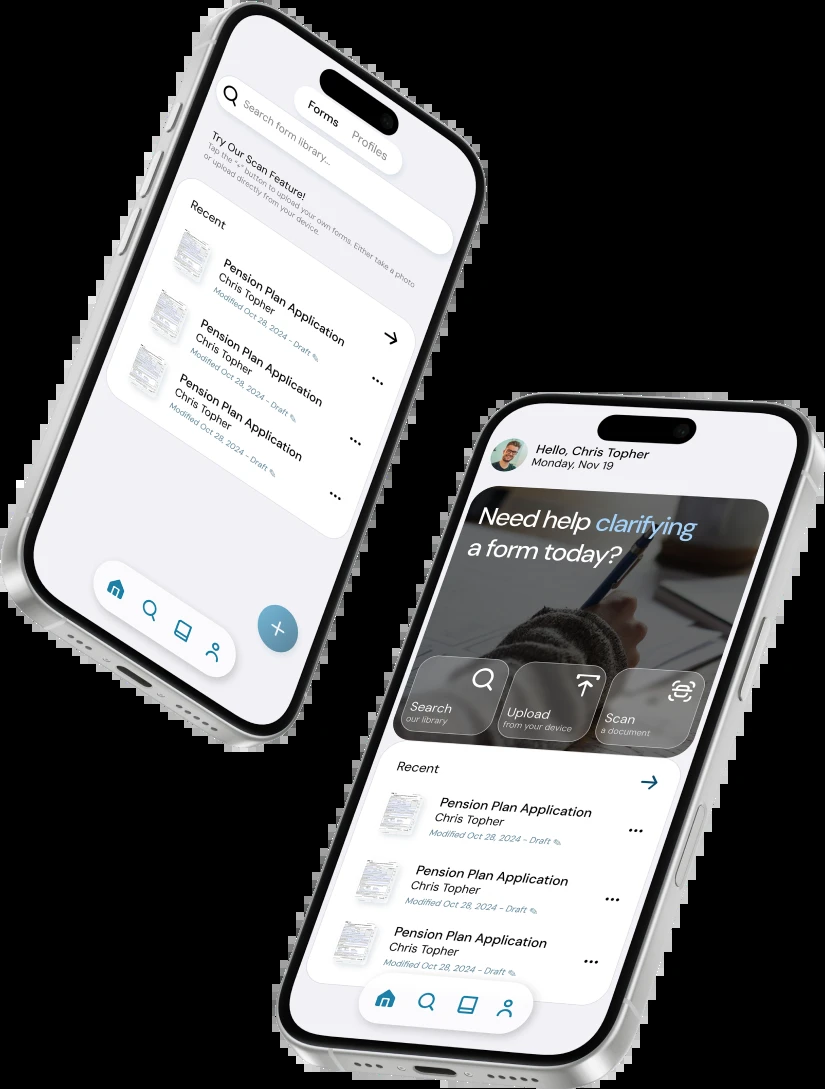 Forms
Profiles
Search form library...
Try Our Scan Feature!
Tap the "+" button to upload your own forms. Either take a photo
or upload directly from your device.
Recent
Pension Plan Application
Chris Topher
Modified Oct 28, 2024 - Draft
Pension Plan Application
Chris Topher
Modified Oct 28, 2024 - Draft
Pension Plan Application
Chris Topher
Modified Oct 28, 2024 - Draft
Hello, Chris Topher
Monday, Nov 19
Need help clarifying
a form today?
Search
our library
Upload
from your device
Scan
a document
Recent
Pension Plan Application
Chris Topher
Modified Oct 28, 2024 - Draft
Pension Plan Application
Chris Topher
Modified Oct 28, 2024 - Draft
Pension Plan Application
Chris Topher
Modified Oct 28, 2024 - Draft